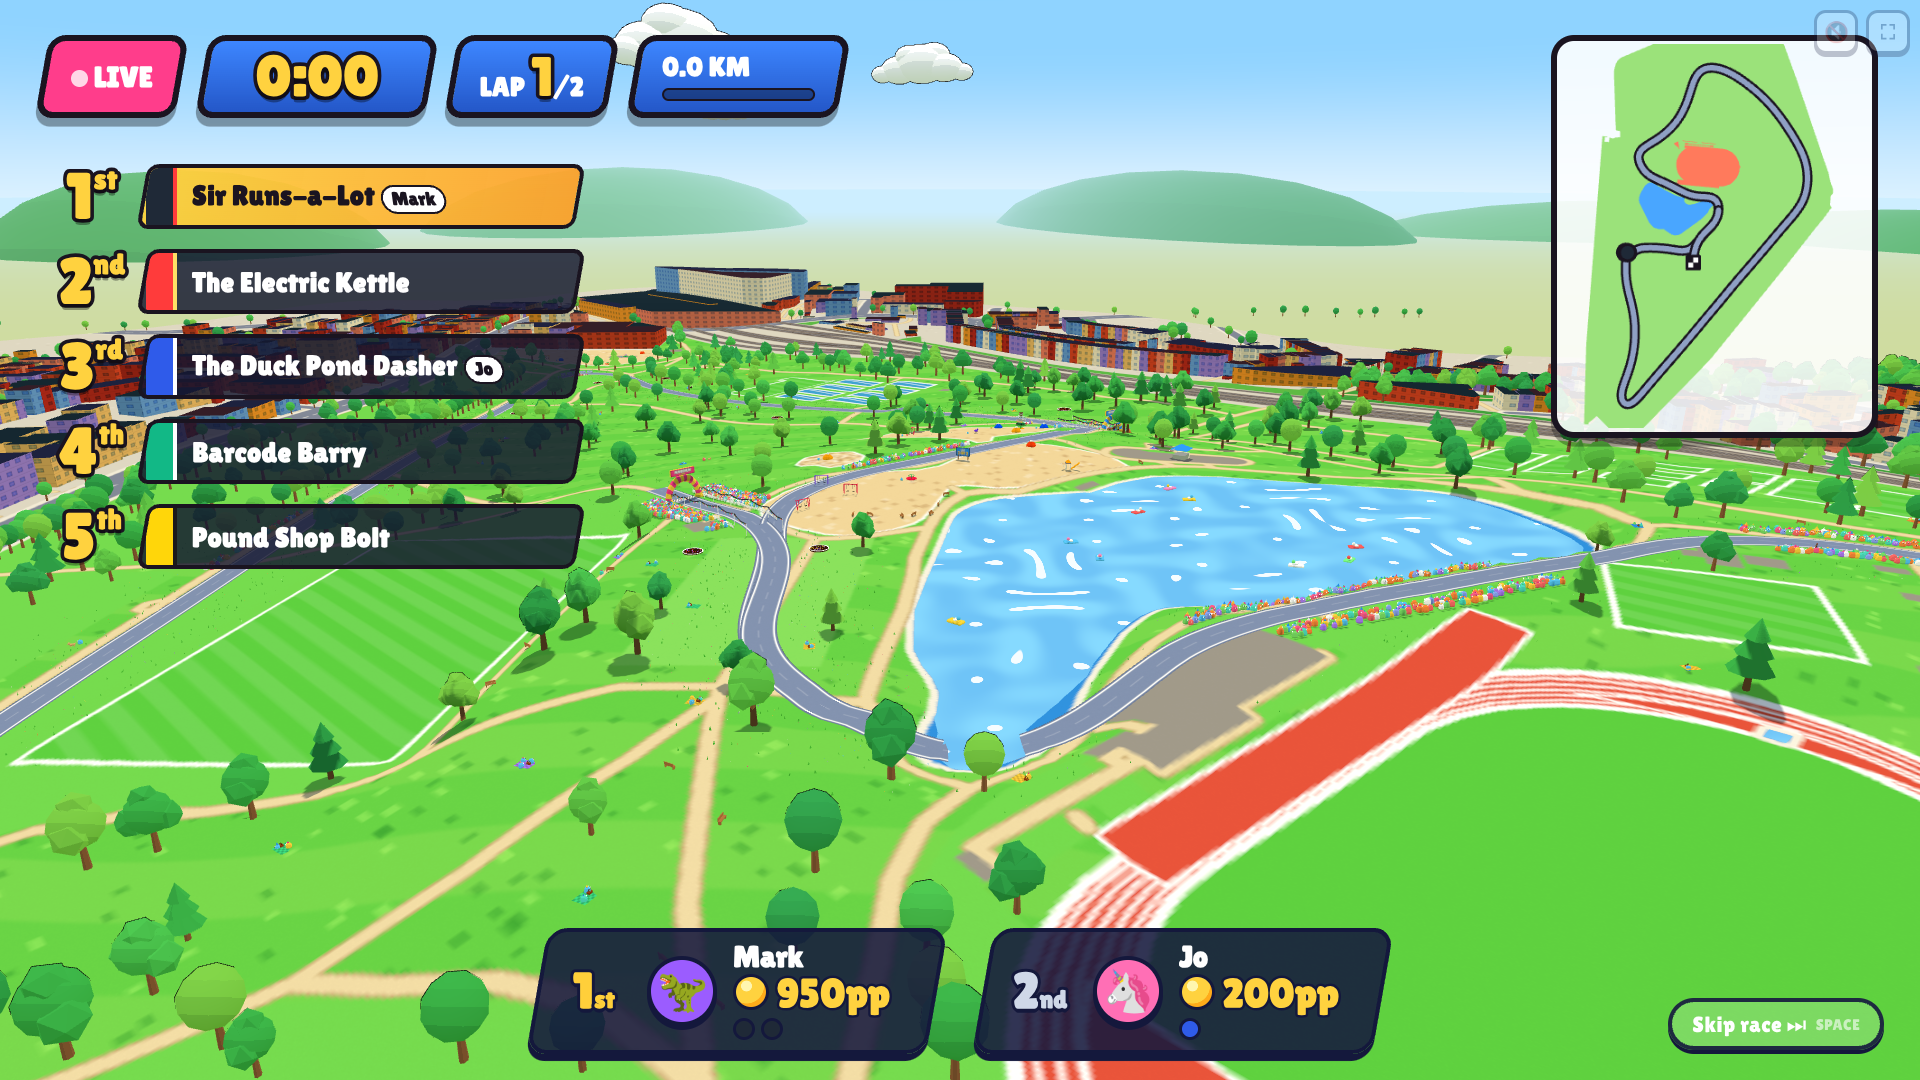 LIVE
0:00
LAP 1/2
0.0 KM
1st
Sir Runs-a-Lot Mark
2nd
The Electric Kettle
3rd
The Duck Pond Dasher Jo
4th
Barcode Barry
5th
Pound Shop Bolt
1st
Mark
950pp
2nd
Jo
200pp
Skip race SPACE